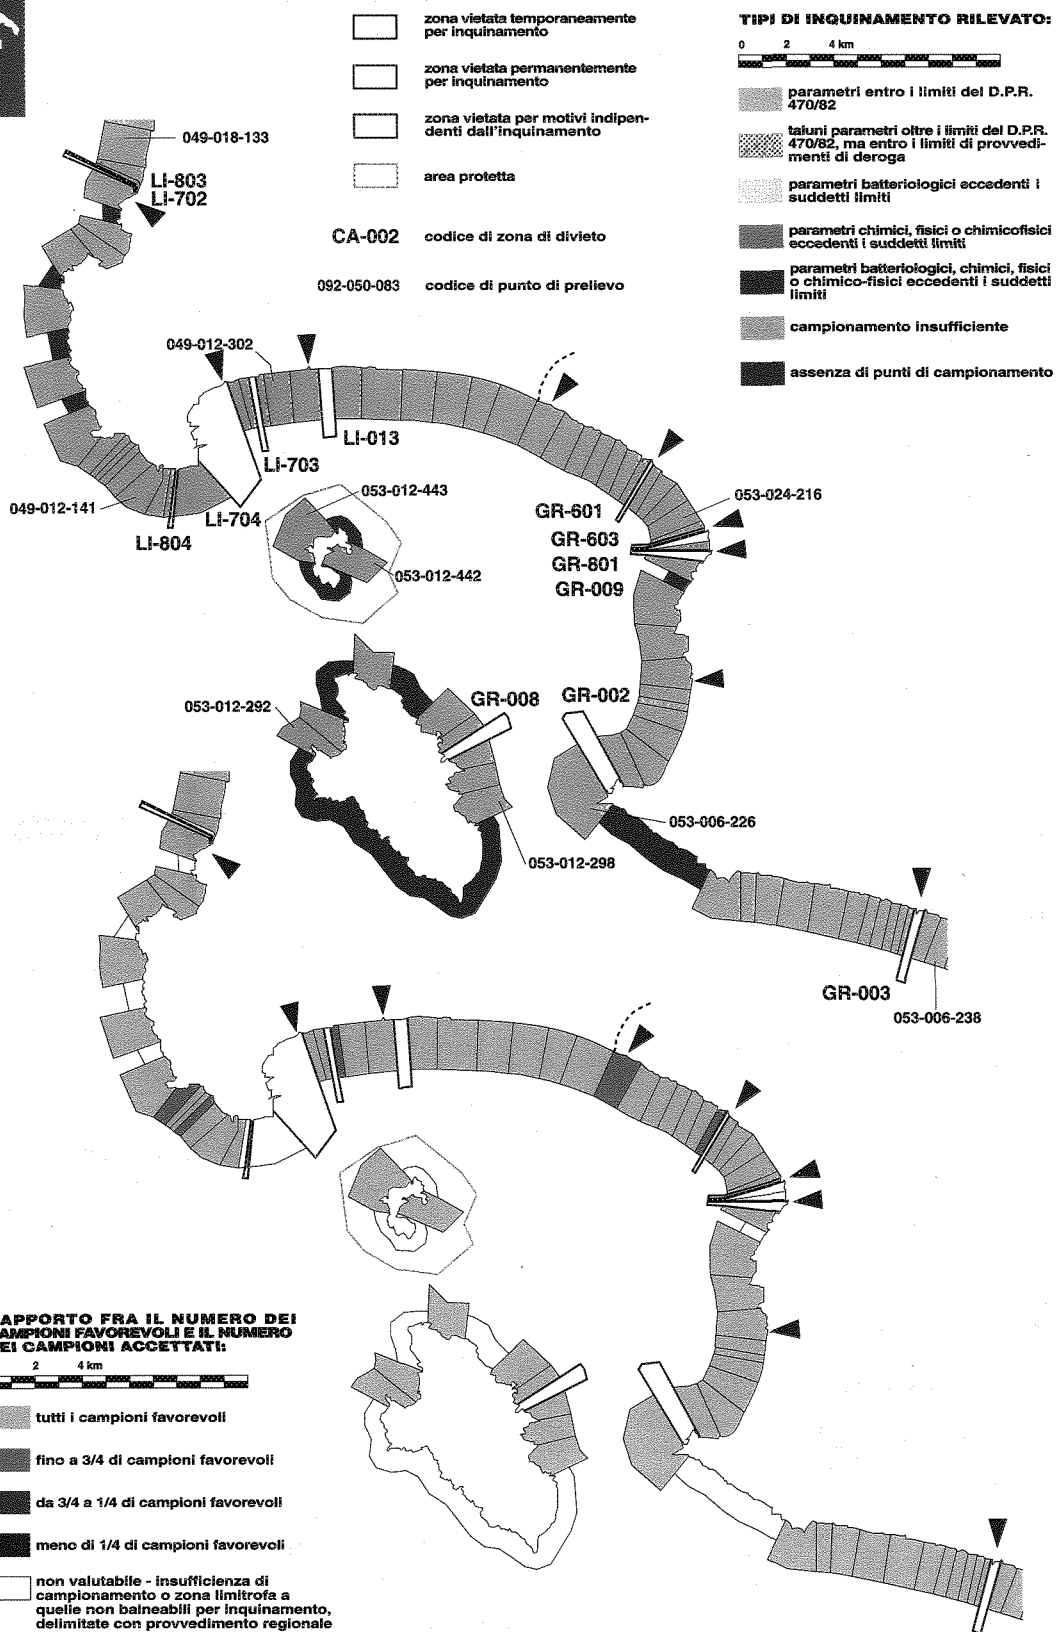 zona vietata temporaneamente
per inquinamento
zona vietata permanentemente
per inquinamento
zona vietata per motivi indipen-
denti dall'inquinamento
area protetta
CA-002 codice di zona di divieto
092-050-083 codice di punto di prelievo
TIPI DI INQUINAMENTO RILEVATO:
0 2 4 km
parametri entro i limiti del D.P.R.
470/82
taluni parametri oltre i limiti del D.P.R.
470/82, ma entro i limiti di provvedi-
menti di deroga
parametri batteriologici eccedenti i
suddetti limiti
parametri chimici, fisici o chimicofisici
eccedenti i suddetti limiti
parametri batteriologici, chimici, fisici
o chimico-fisici eccedenti i suddetti
limiti
campionamento insufficiente
assenza di punti di campionamento
049-018-133
LI-803
LI-702
049-012-302
LI-013
LI-703
049-012-141
LI-704
LI-804
053-012-443
053-012-442
GR-601
053-024-216
GR-603
GR-801
GR-009
053-012-292
GR-008
GR-002
053-006-226
053-012-298
GR-003
053-006-238
APPORTO FRA IL NUMERO DEI
AMPIONI FAVOREVOLI E IL NUMERO
EI CAMPIONI ACCETTATI:
2 4 km
tutti i campioni favorevoli
fino a 3/4 di campioni favorevoli
da 3/4 a 1/4 di campioni favorevoli
meno di 1/4 di campioni favorevoli
non valutabile - insufficienza di
campionamento o zona limitrofa a
quelle non balneabili per inquinamento,
delimitate con provvedimento regionale